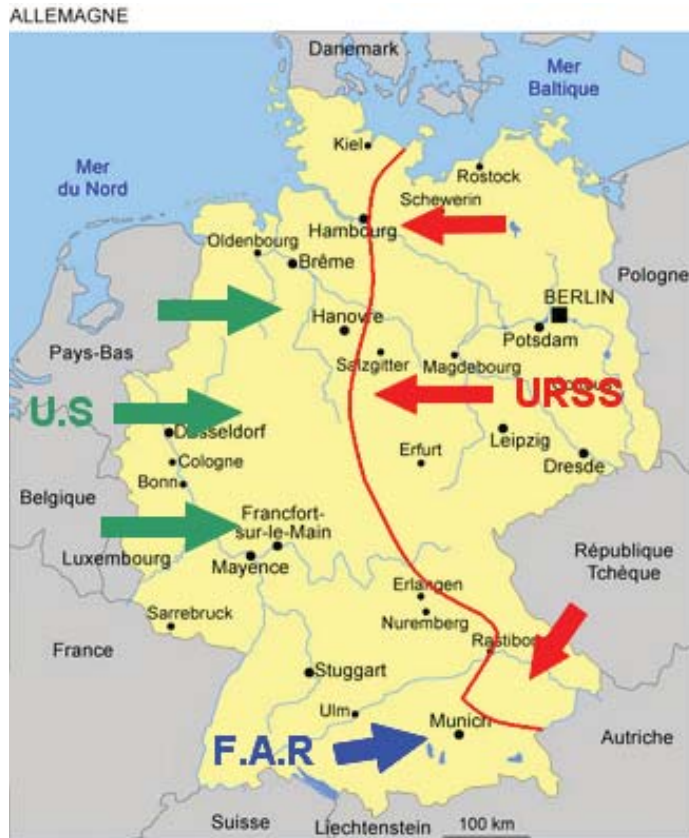 ALLEMAGNE
Danemark
Mer
Baltique
Kiel
Rostock
Mer
du Nord
Schewerin
Hambourg
Oldenbourg
Brême
Pologne
BERLIN
Hanovre
Potsdam
Pays-Bas
Salzgitter
Magdebourg
URSS
U.S
Dusseldorf
Leipzig
Cologne
Erfurt
Dresde
Bonn
Belgique
Francfort-
sur-le-Main
Luxembourg
Mayence
République
Tchèque
Erlangen
Sarrebruck
Nuremberg
Rastibon
France
Stuggart
Ulm
Munich
F.A.R
Autriche
Suisse
Liechtenstein
100 km